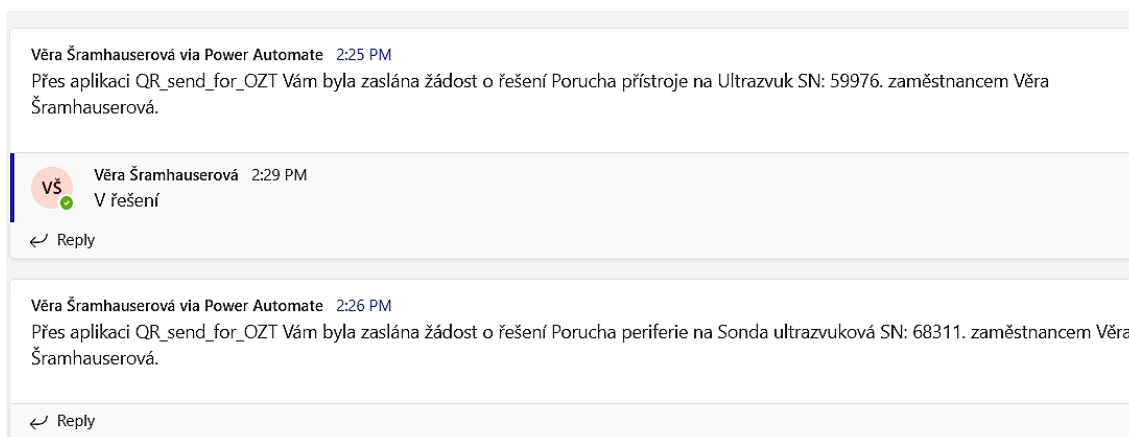 Věra Šramhauserová via Power Automate 2:25 PM
Přes aplikaci QR_send_for_OZT Vám byla zaslána žádost o řešení Porucha přístroje na Ultrazvuk SN: 59976. zaměstnancem Věra
Šramhauserová.
VŠ
Věra Šramhauserová 2:29 PM
V řešení
Reply
Věra Šramhauserová via Power Automate 2:26 PM
Přes aplikaci QR_send_for_OZT Vám byla zaslána žádost o řešení Porucha periferie na Sonda ultrazvuková SN: 68311. zaměstnancem Věra
Šramhauserová.
Reply